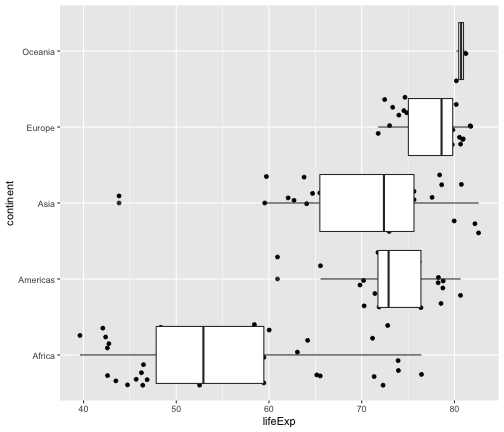 Oceania
Europe
Asia
Americas
Africa
continent
40 50 60 70 80
lifeExp